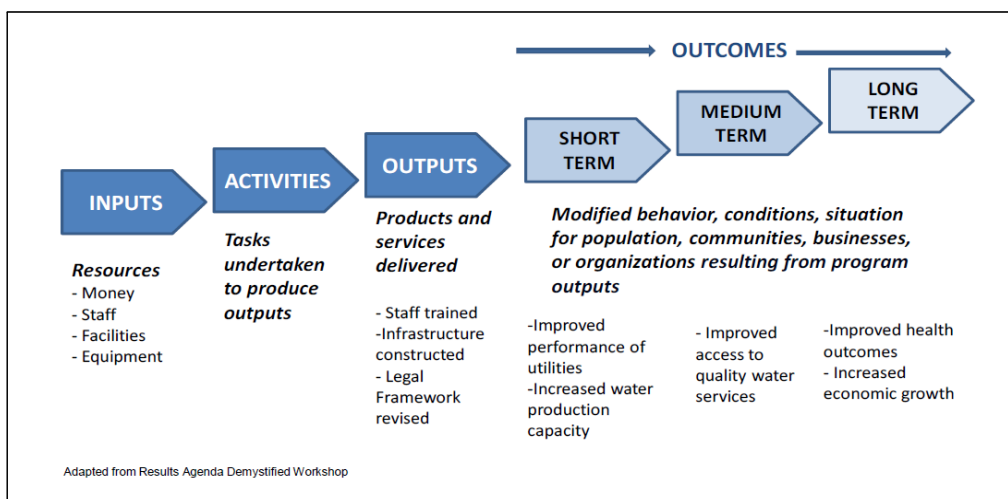 OUTCOMES
INPUTS
Resources
- Money
- Staff
- Facilities
- Equipment
ACTIVITIES
Tasks
undertaken
to produce
outputs
OUTPUTS
Products and
services
delivered
- Staff trained
-Infrastructure
constructed
- Legal
Framework
revised
SHORT
TERM
MEDIUM
TERM
LONG
TERM
Modified behavior, conditions, situation
for population, communities, businesses,
or organizations resulting from program
outputs
-Improved
performance of
utilities
-Increased water
production
capacity
- Improved
access to
quality water
services
-Improved health
outcomes
- Increased
economic growth
Adapted from Results Agenda Demystified Workshop